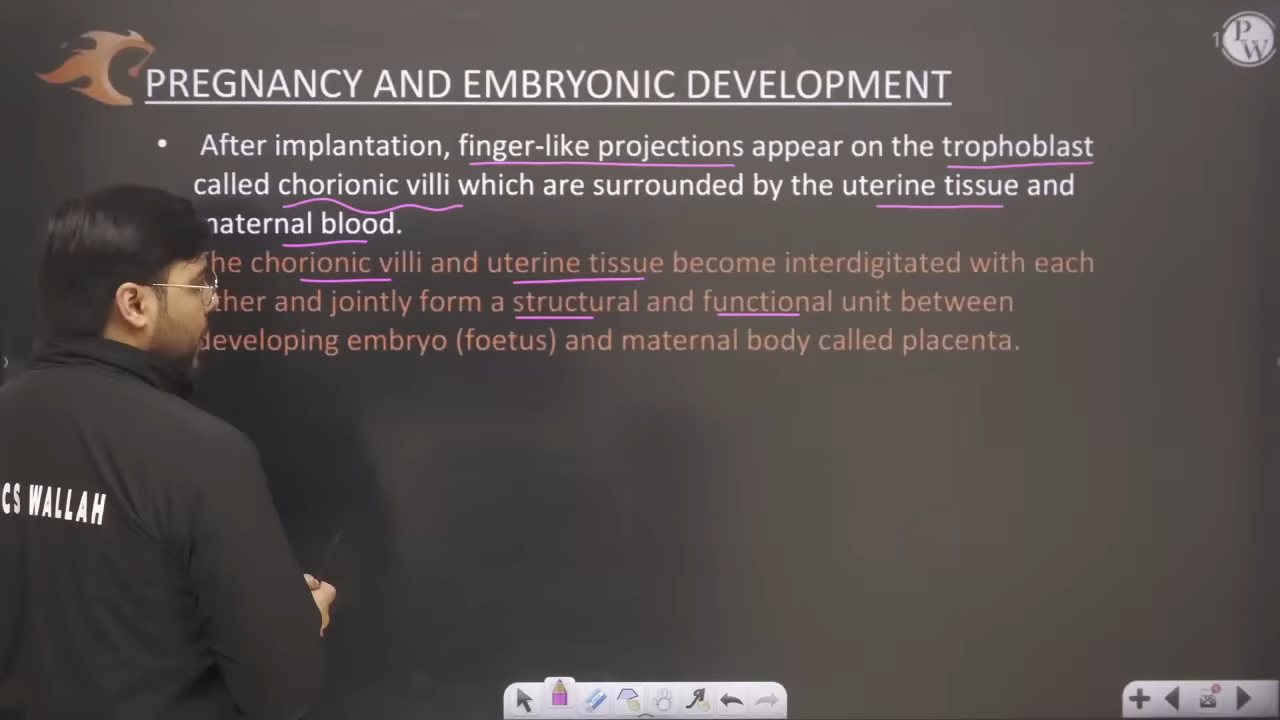 PREGNANCY AND EMBRYONIC DEVELOPMENT
• After implantation, finger-like projections appear on the trophoblast
called chorionic villi which are surrounded by the uterine tissue and
maternal blood.
The chorionic villi and uterine tissue become interdigitated with each
other and jointly form a structural and functional unit between
developing embryo (foetus) and maternal body called placenta.
CS WALLAH
PW
36